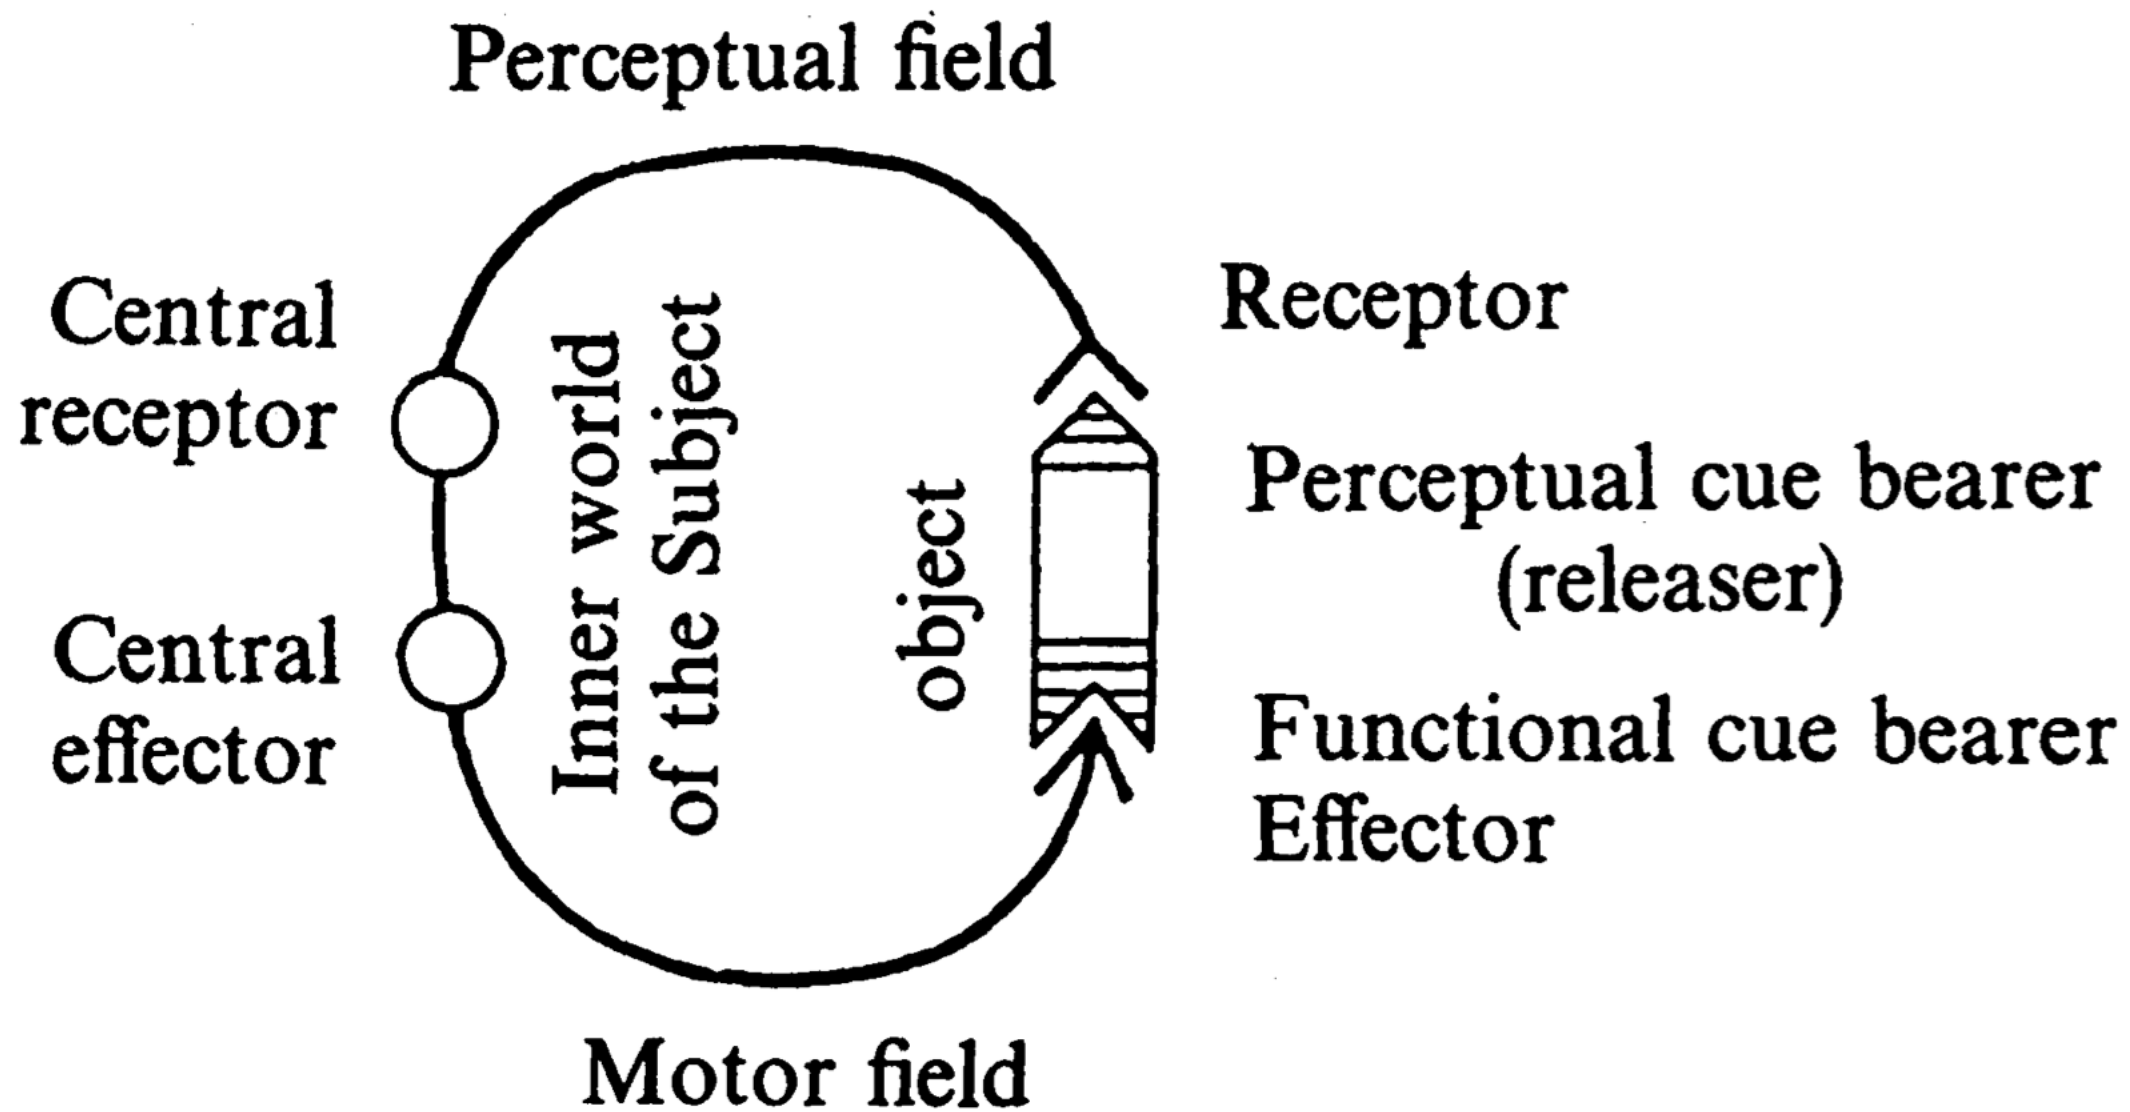 Perceptual field
Central
receptor
Central
effector
Inner world
of the Subject
object
Receptor
Perceptual cue bearer
(releaser)
Functional cue bearer
Effector
Motor field